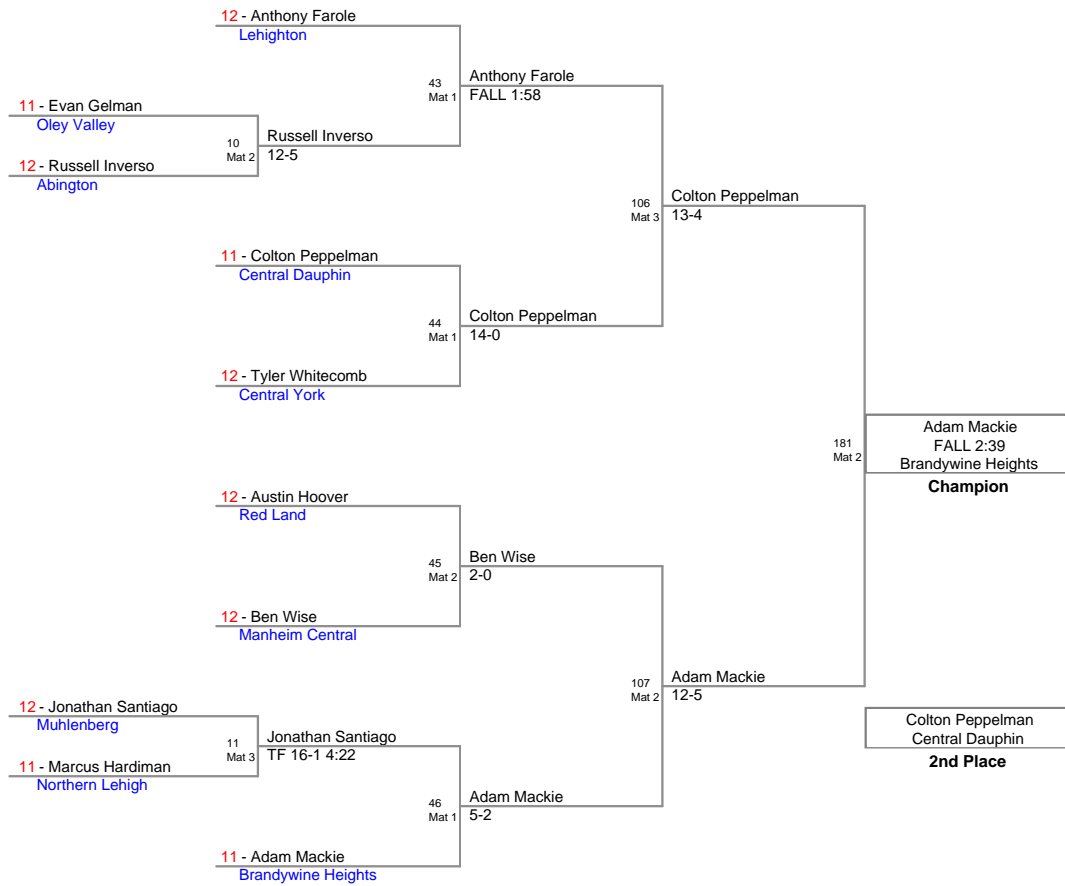 12 - Anthony Farole
Lehighton
43
Mat 1
Anthony Farole
FALL 1:58
11 - Evan Gelman
Oley Valley
10
Mat 2
Russell Inverso
12-5
12 - Russell Inverso
Abington
106
Mat 3
Colton Peppelman
13-4
11 - Colton Peppelman
Central Dauphin
44
Mat 1
Colton Peppelman
14-0
12 - Tyler Whitecomb
Central York
181
Mat 2
Adam Mackie
FALL 2:39
Brandywine Heights
Champion
12 - Austin Hoover
Red Land
45
Mat 2
Ben Wise
2-0
12 - Ben Wise
Manheim Central
107
Mat 2
Adam Mackie
12-5
12 - Jonathan Santiago
Muhlenberg
11
Mat 3
Jonathan Santiago
TF 16-1 4:22
11 - Marcus Hardiman
Northern Lehigh
46
Mat 1
Adam Mackie
5-2
11 - Adam Mackie
Brandywine Heights
Colton Peppelman
Central Dauphin
2nd Place